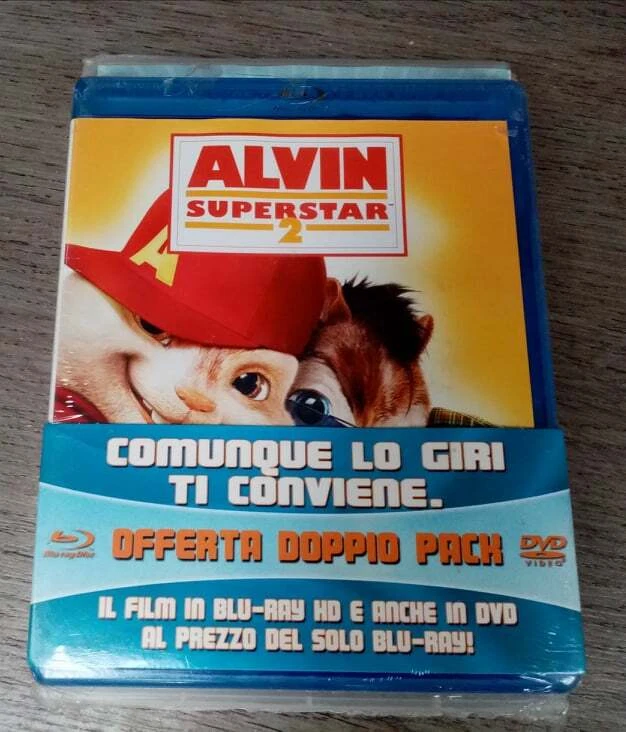 ALVIN
SUPERSTAR
2
A
COMUNQUE LO GIRI
TI CONVIENE.
Blu-ray Disc
OFFERTA DOPPIO PACK
DVD
VIDEO
IL FILM IN BLU-RAY HD E ANCHE IN DVD
AL PREZZO DEL SOLO BLU-RAY!